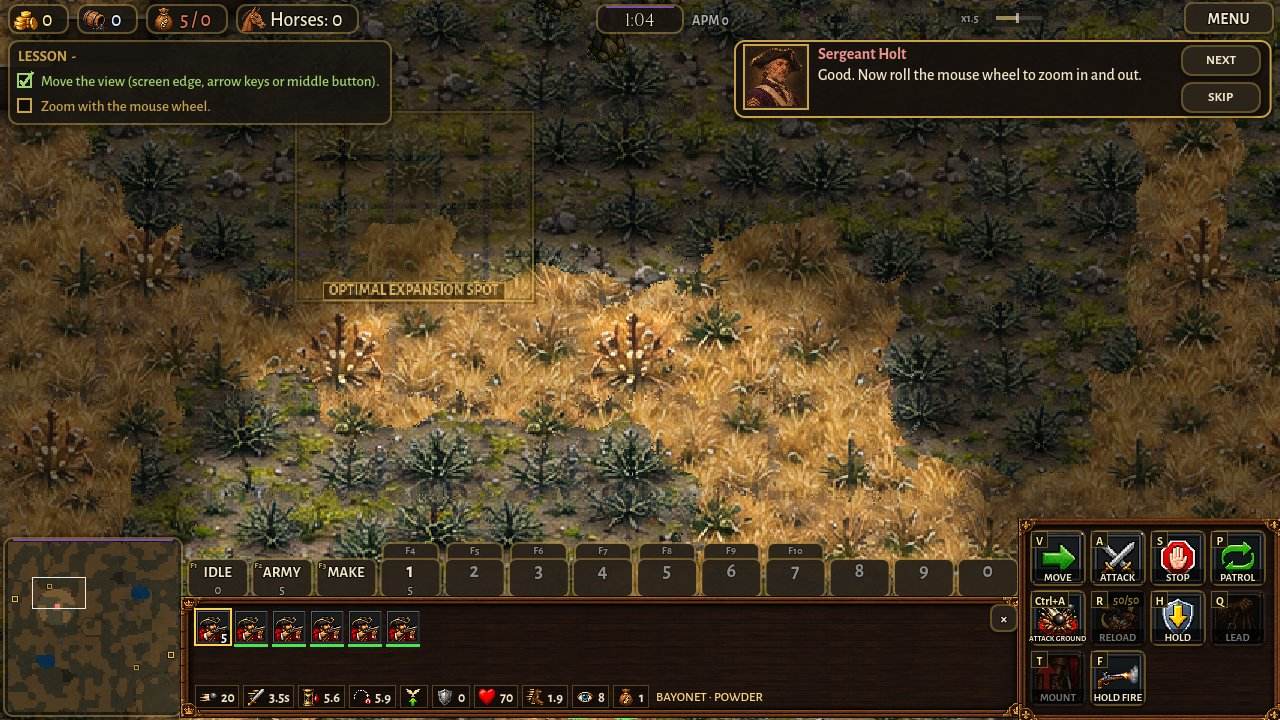 0
0
5 / 0
Horses: 0
1:04
APM 0
X1.5
MENU
LESSON -
Move the view (screen edge, arrow keys or middle button).
Zoom with the mouse wheel.
Sergeant Holt
Good. Now roll the mouse wheel to zoom in and out.
NEXT
SKIP
OPTIMAL EXPANSION SPOT
F1 IDLE 0
F2 ARMY 5
F3 MAKE
F4 1 5
F5 2
F6 3
F7 4
F8 5
F9 6
F10 7
8
9
0
5
×
20
3.5s
5.6
5.9
0
70
1.9
8
1
BAYONET · POWDER
V MOVE
A ATTACK
S STOP
P PATROL
Ctrl+A ATTACK GROUND
R 50/50 RELOAD
H HOLD
Q LEAD
T MOUNT
F HOLD FIRE